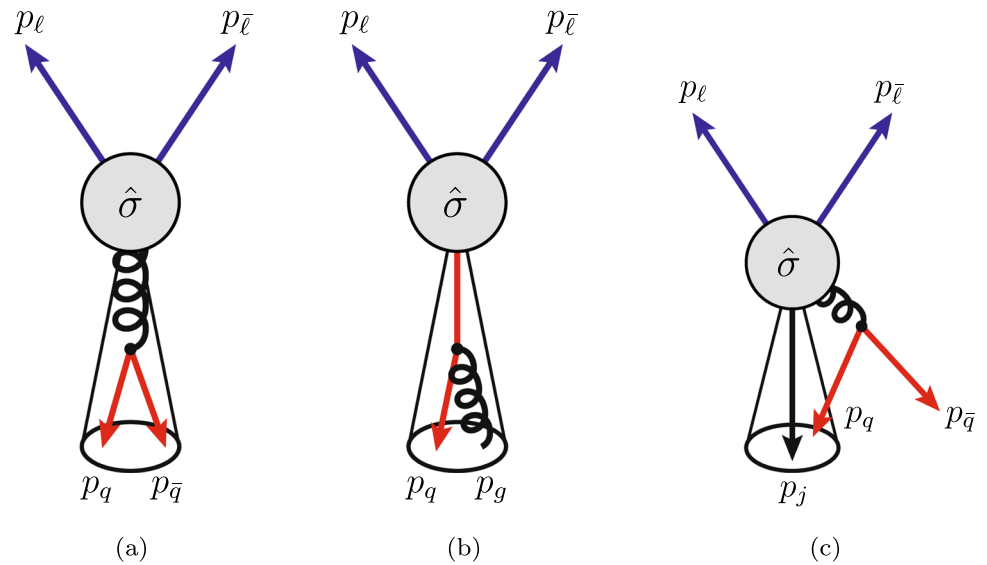 pℓ pℓ̄ pℓ pℓ̄
pℓ pℓ̄
σ̂ σ̂
σ̂
pq pq̄
pq pq̄ pq pg pj
(a) (b) (c)